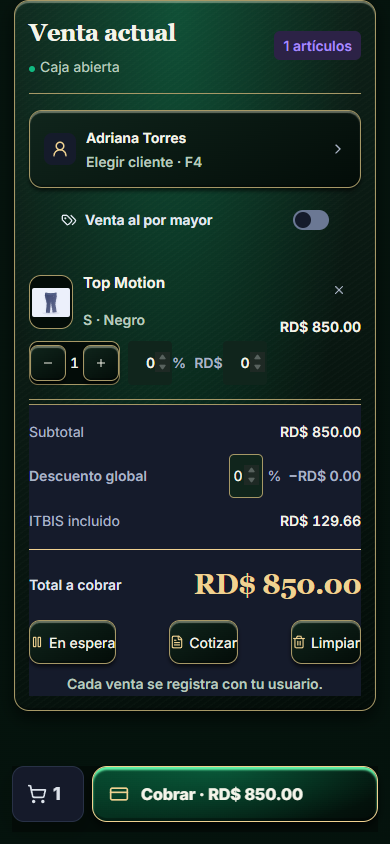 Venta actual
1 artículos
Caja abierta
Adriana Torres
Elegir cliente · F4
Venta al por mayor
Top Motion
S · Negro
RD$ 850.00
− 1 + 0 % RD$ 0
Subtotal RD$ 850.00
Descuento global 0 % −RD$ 0.00
ITBIS incluido RD$ 129.66
Total a cobrar RD$ 850.00
En espera Cotizar Limpiar
Cada venta se registra con tu usuario.
1 Cobrar · RD$ 850.00